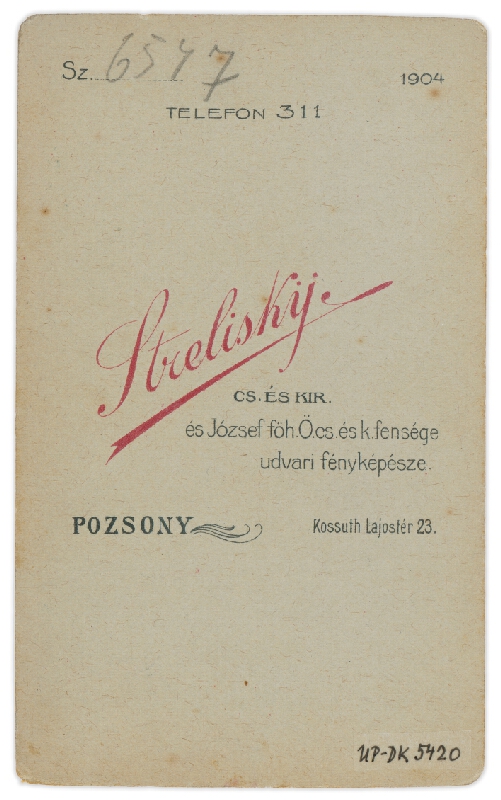 Sz. 6547 1904
TELEFON 311
Streliskÿ
CS. ÉS KIR.
és József föh. Ö. cs. és k. fensége
udvari fényképésze.
POZSONY Kossuth Lajostér 23.
UP-DK 5420